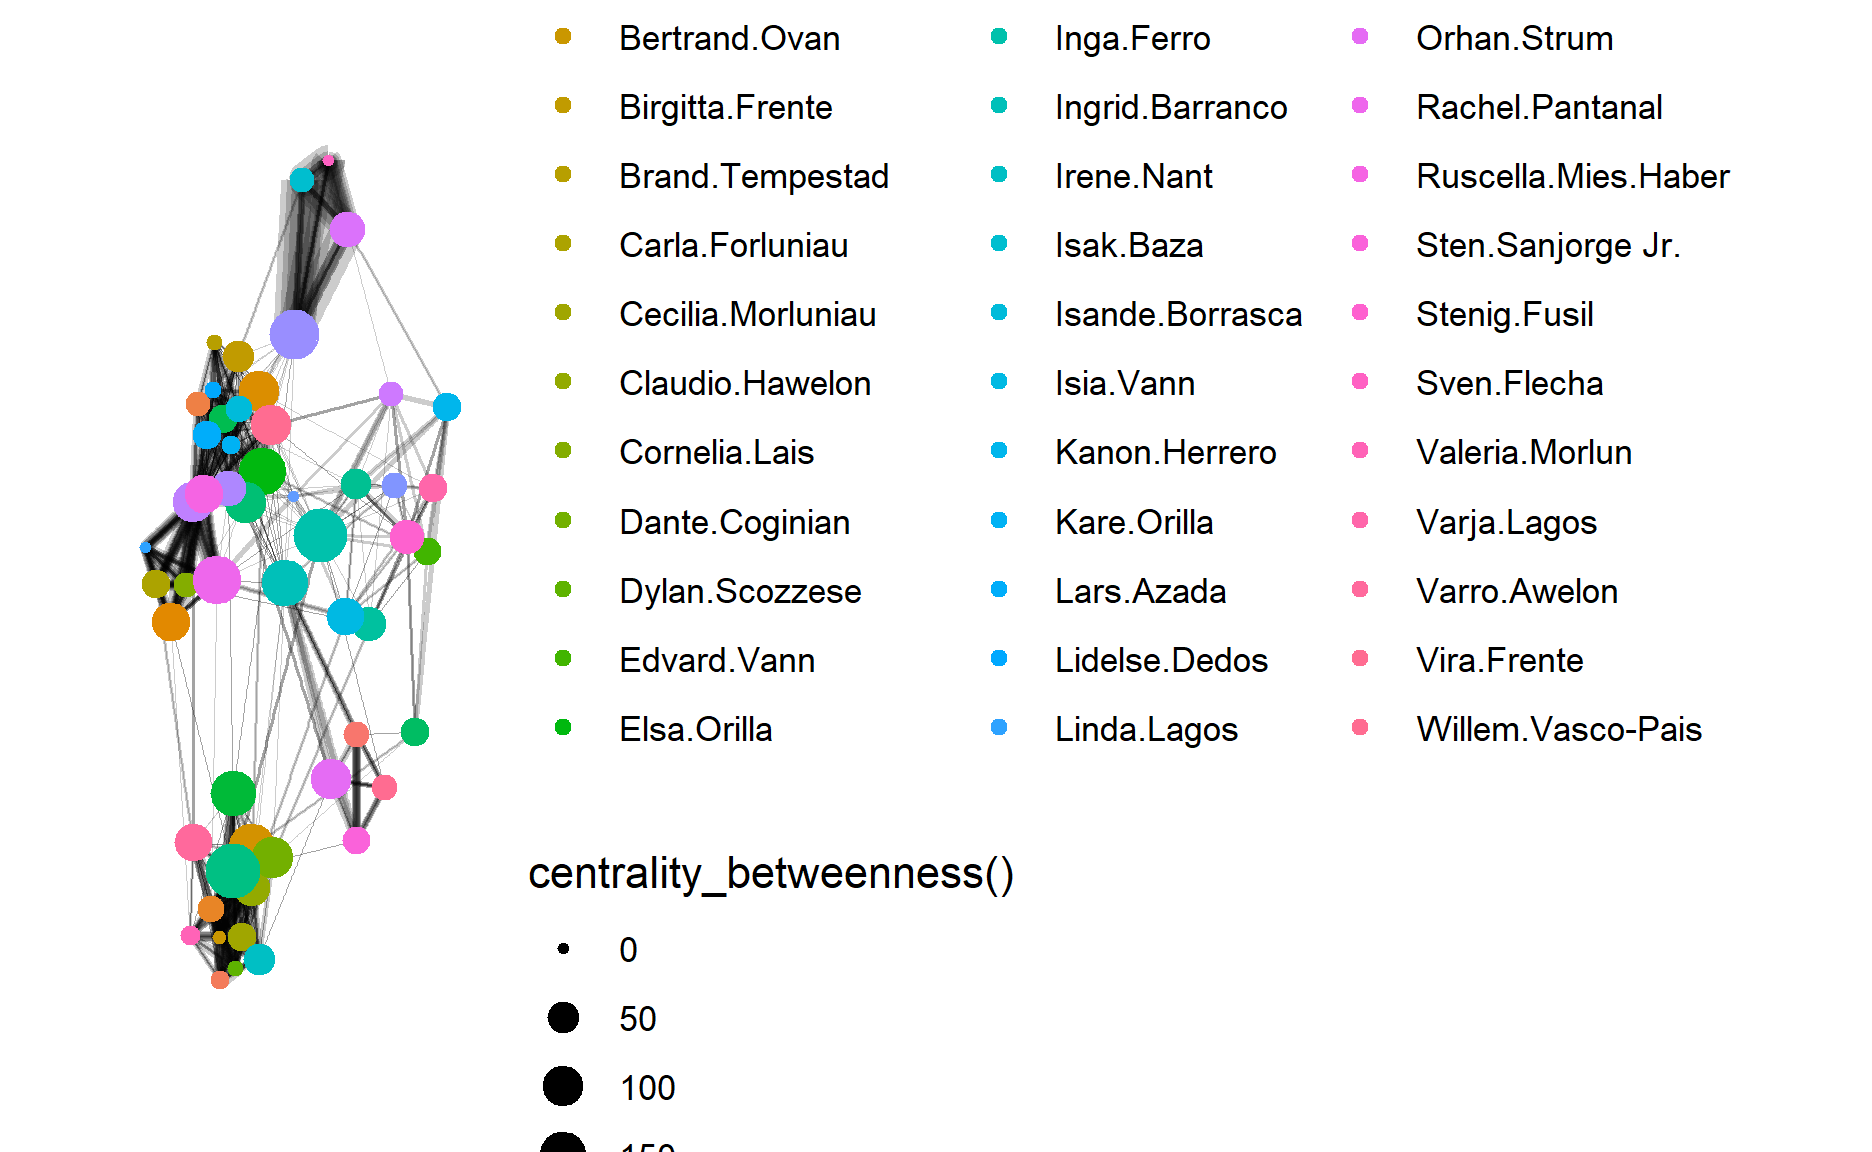 Bertrand.Ovan
Birgitta.Frente
Brand.Tempestad
Carla.Forluniau
Cecilia.Morluniau
Claudio.Hawelon
Cornelia.Lais
Dante.Coginian
Dylan.Scozzese
Edvard.Vann
Elsa.Orilla
Inga.Ferro
Ingrid.Barranco
Irene.Nant
Isak.Baza
Isande.Borrasca
Isia.Vann
Kanon.Herrero
Kare.Orilla
Lars.Azada
Lidelse.Dedos
Linda.Lagos
Orhan.Strum
Rachel.Pantanal
Ruscella.Mies.Haber
Sten.Sanjorge Jr.
Stenig.Fusil
Sven.Flecha
Valeria.Morlun
Varja.Lagos
Varro.Awelon
Vira.Frente
Willem.Vasco-Pais
centrality_betweenness()
0
50
100
150